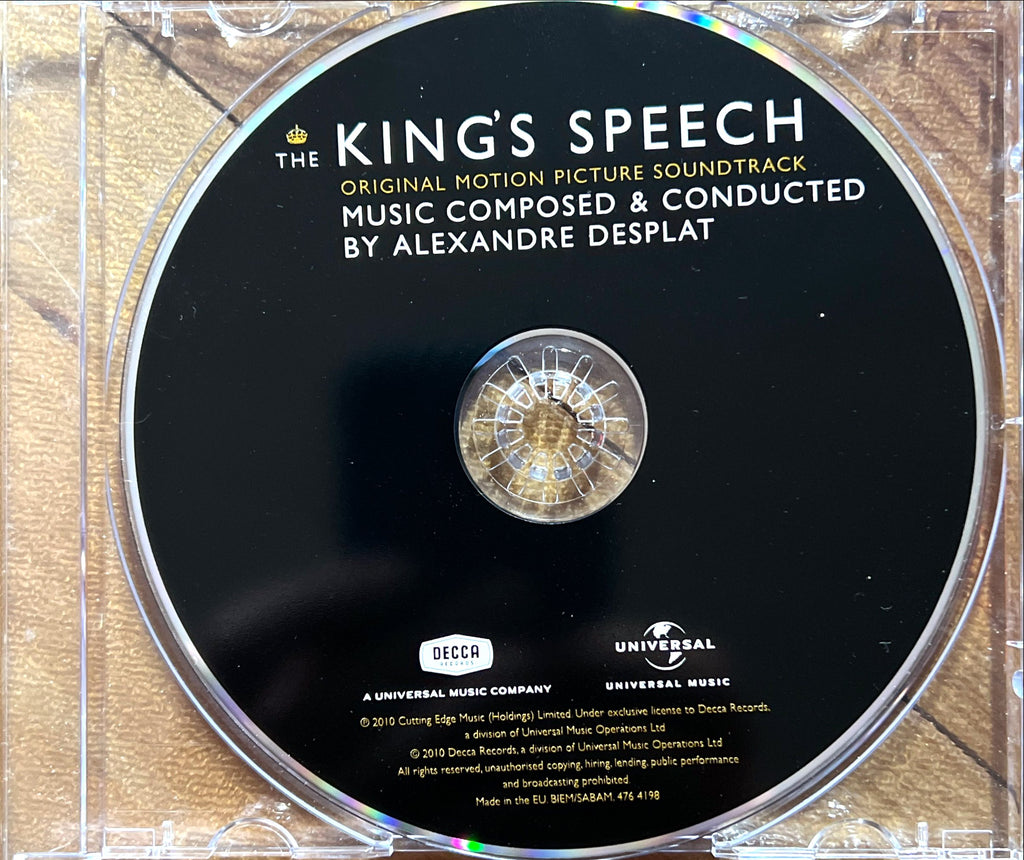 THE KING'S SPEECH
ORIGINAL MOTION PICTURE SOUNDTRACK
MUSIC COMPOSED & CONDUCTED
BY ALEXANDRE DESPLAT
DECCA
RECORDS
A UNIVERSAL MUSIC COMPANY
UNIVERSAL
UNIVERSAL MUSIC
℗ 2010 Cutting Edge Music (Holdings) Limited. Under exclusive license to Decca Records,
a division of Universal Music Operations Ltd
© 2010 Decca Records, a division of Universal Music Operations Ltd
All rights reserved, unauthorised copying, hiring, lending, public performance
and broadcasting prohibited.
Made in the EU. BIEM/SABAM. 476 4198